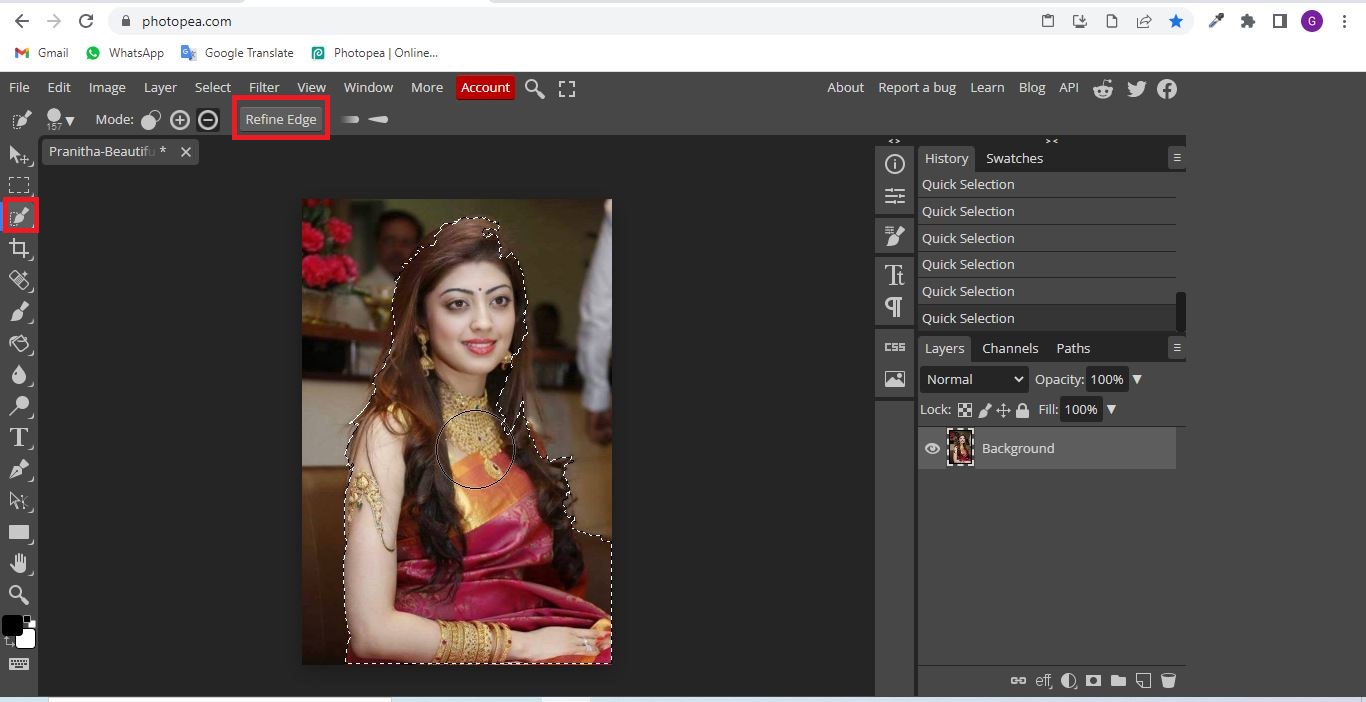 photopea.com
G
Gmail WhatsApp Google Translate Photopea | Online...
File Edit Image Layer Select Filter View Window More Account About Report a bug Learn Blog API
157 Mode: Refine Edge
Pranitha-Beautifu *
History Swatches
Quick Selection
Quick Selection
Quick Selection
Quick Selection
Quick Selection
Quick Selection
CSS
Layers Channels Paths
Normal Opacity: 100%
Lock: Fill: 100%
Background
eff